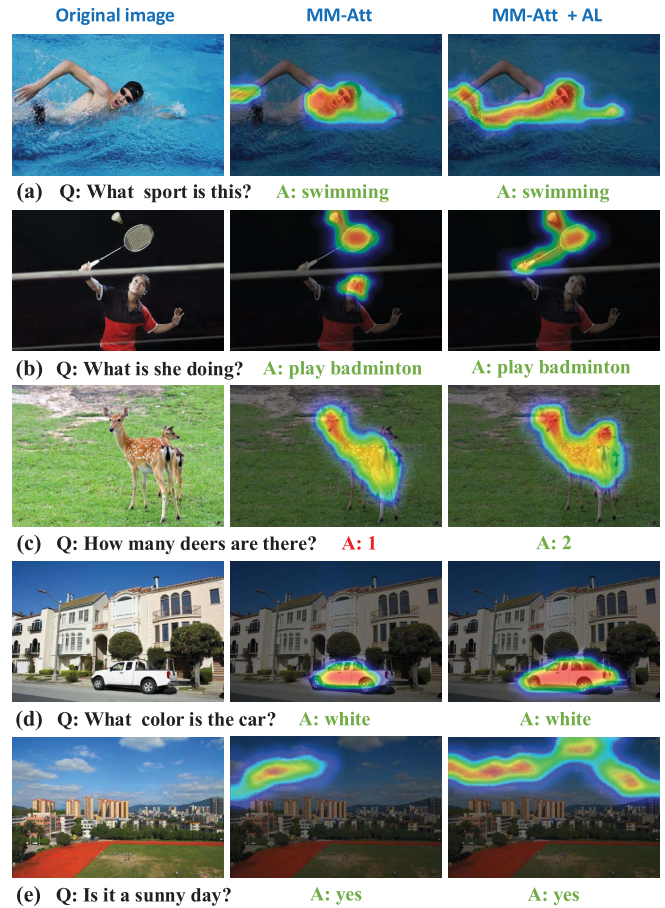 Original image MM-Att MM-Att + AL
(a) Q: What sport is this? A: swimming A: swimming
(b) Q: What is she doing? A: play badminton A: play badminton
(c) Q: How many deers are there? A: 1 A: 2
(d) Q: What color is the car? A: white A: white
(e) Q: Is it a sunny day? A: yes A: yes